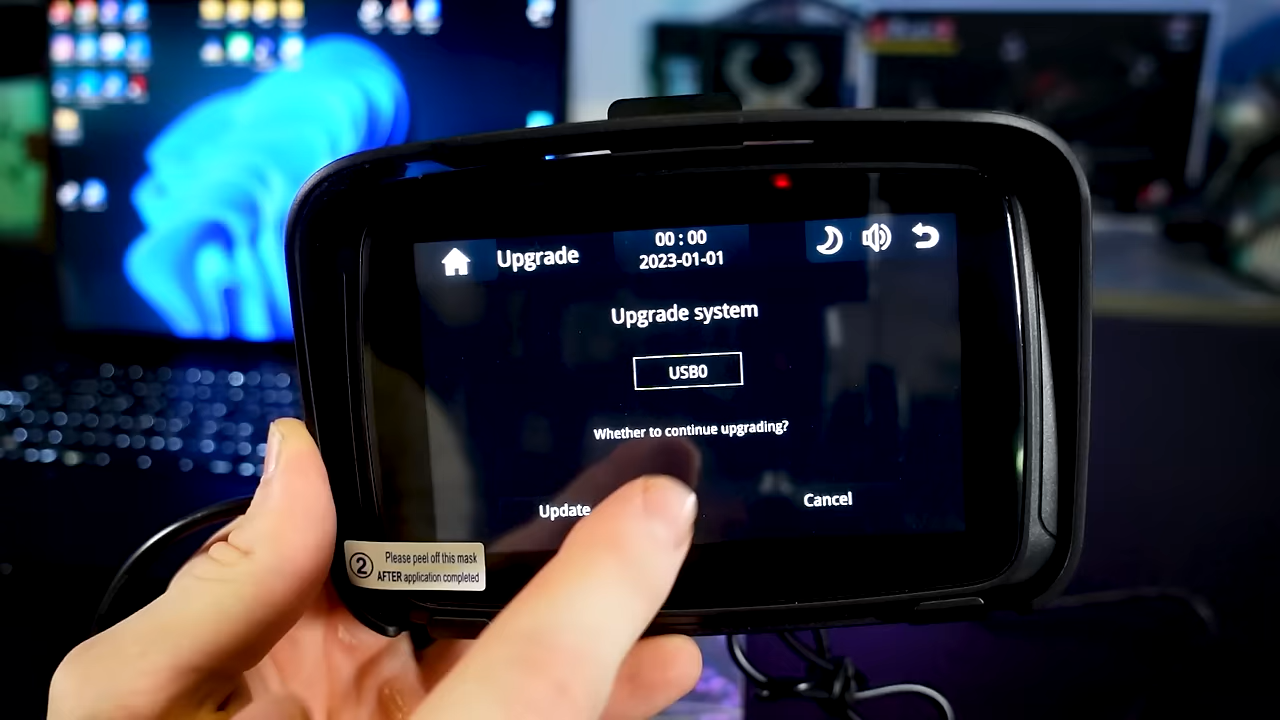 Upgrade
00 : 00
2023-01-01
Upgrade system
USB0
Whether to continue upgrading?
Update
Cancel
2
Please peel off this mask
AFTER application completed